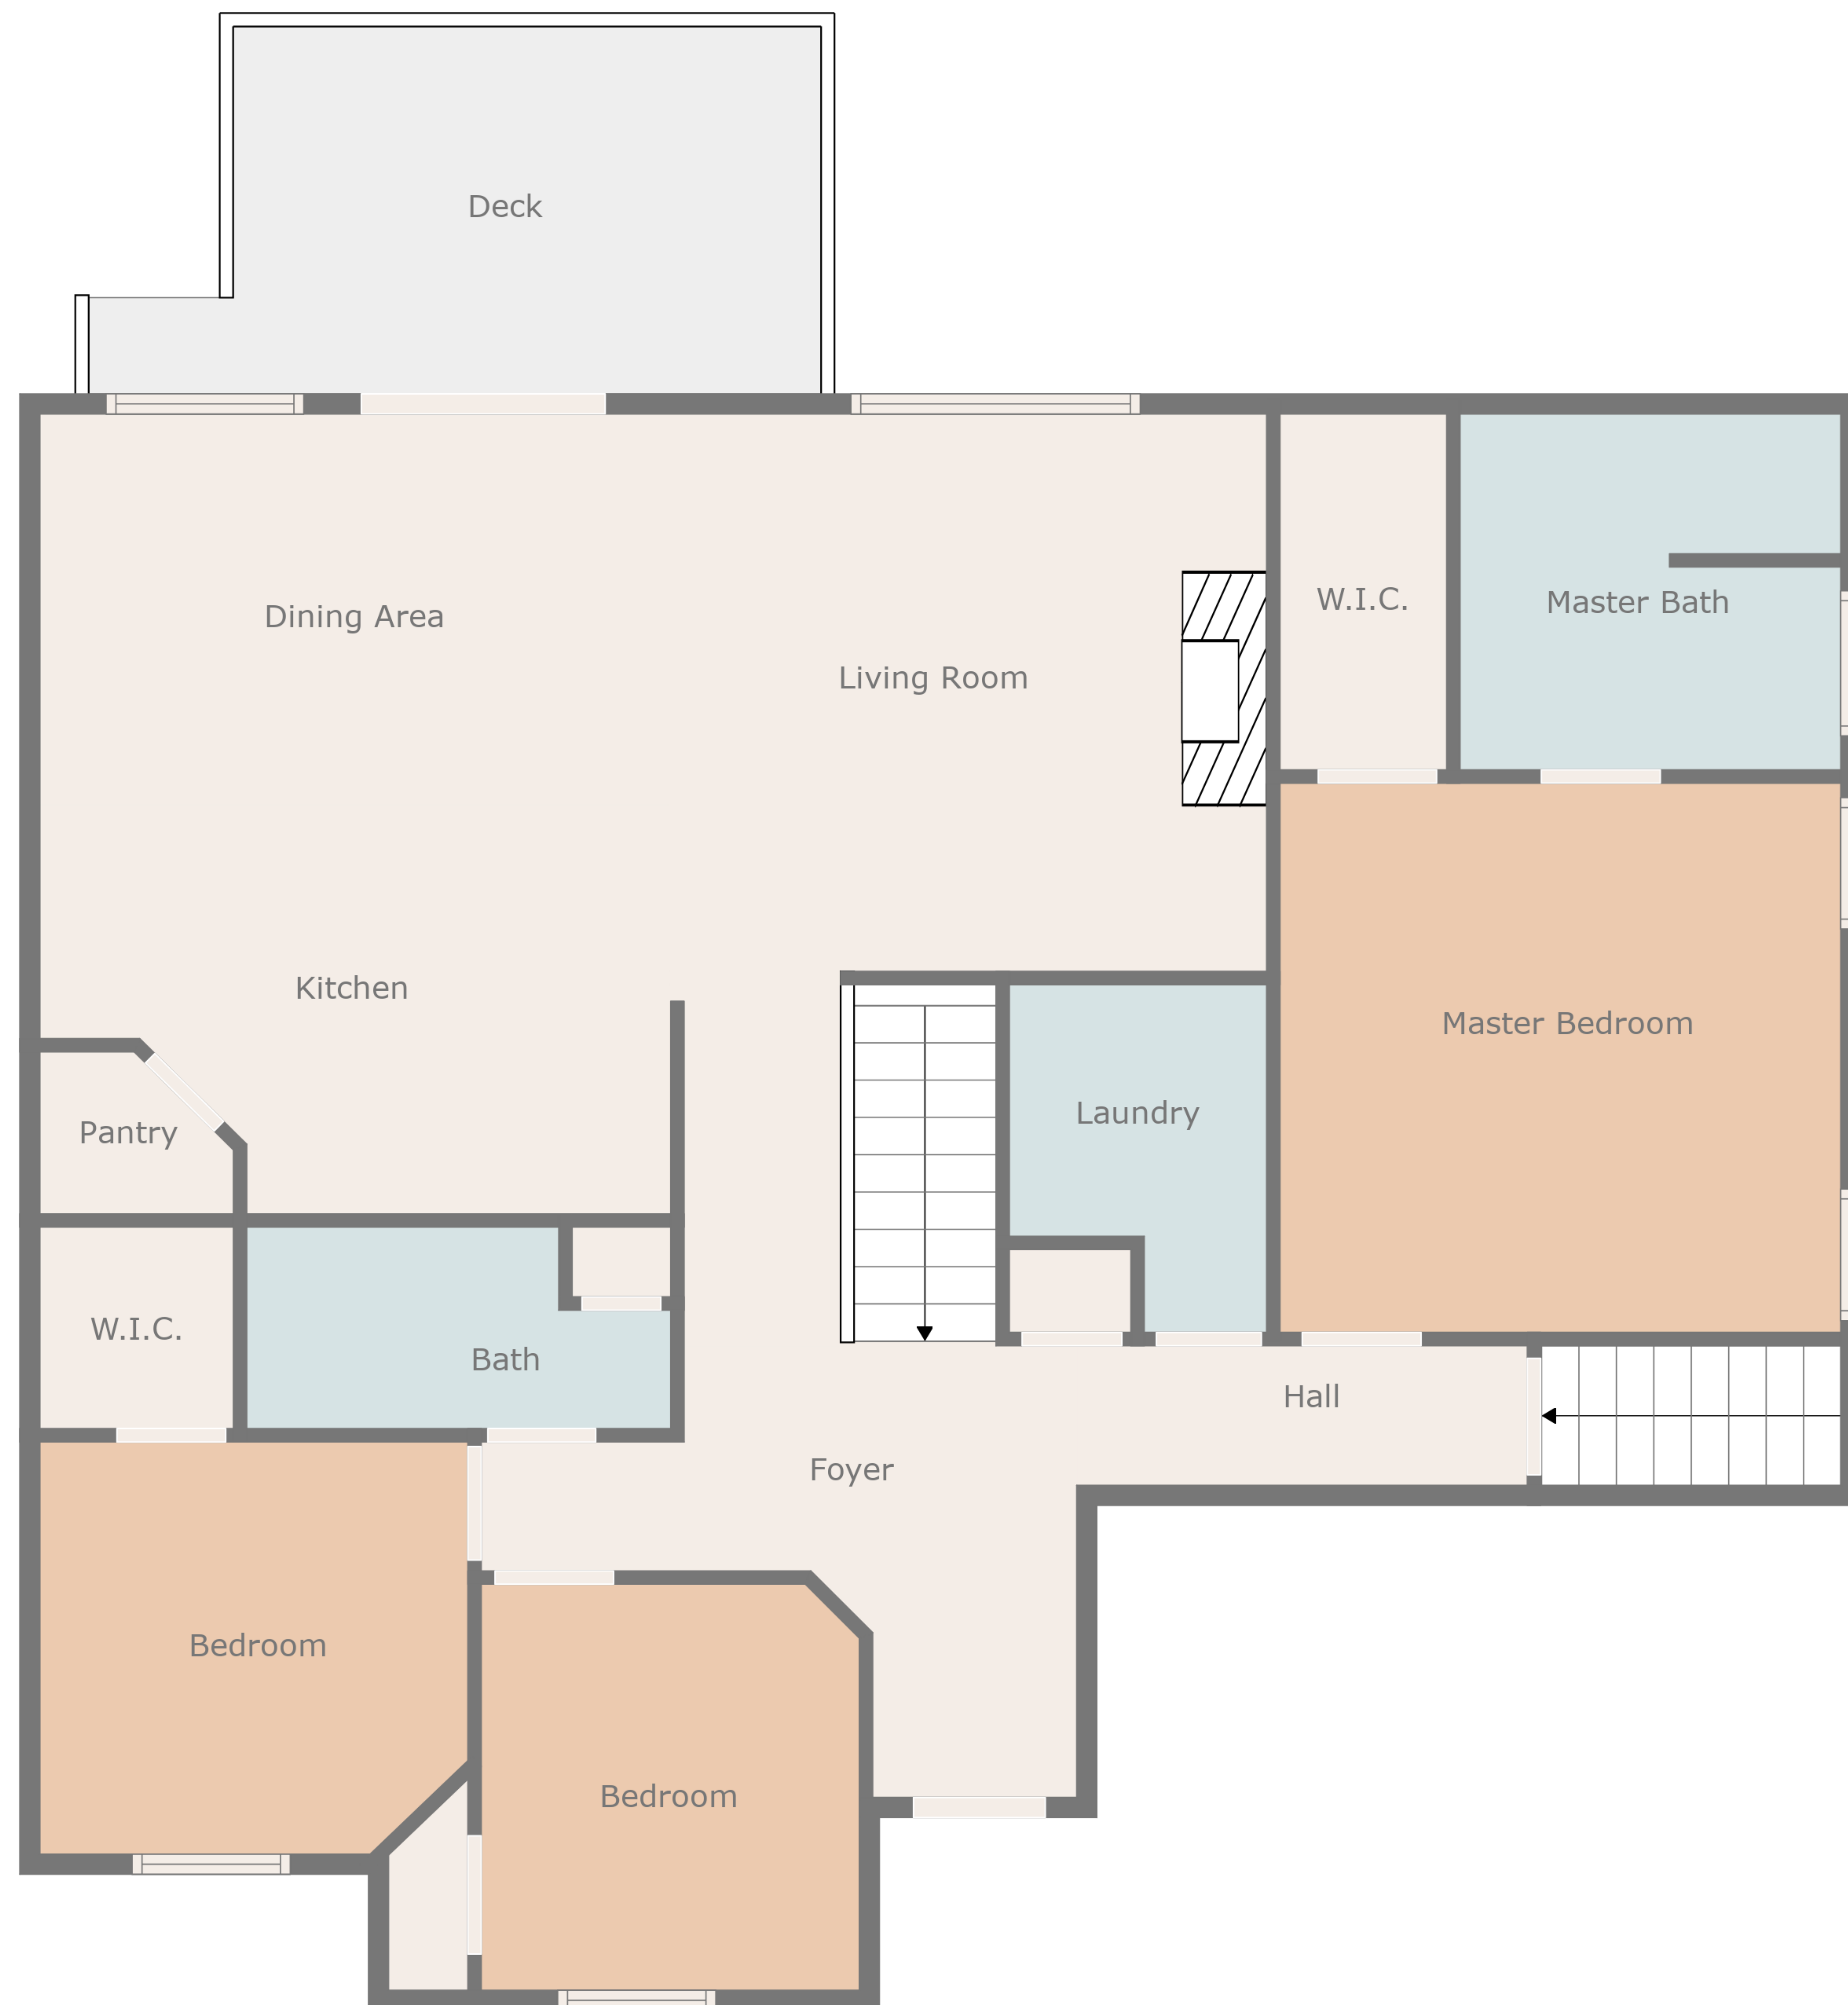 Deck
Dining Area
Living Room
W.I.C.
Master Bath
Kitchen
Master Bedroom
Pantry
Laundry
W.I.C.
Bath
Hall
Foyer
Bedroom
Bedroom